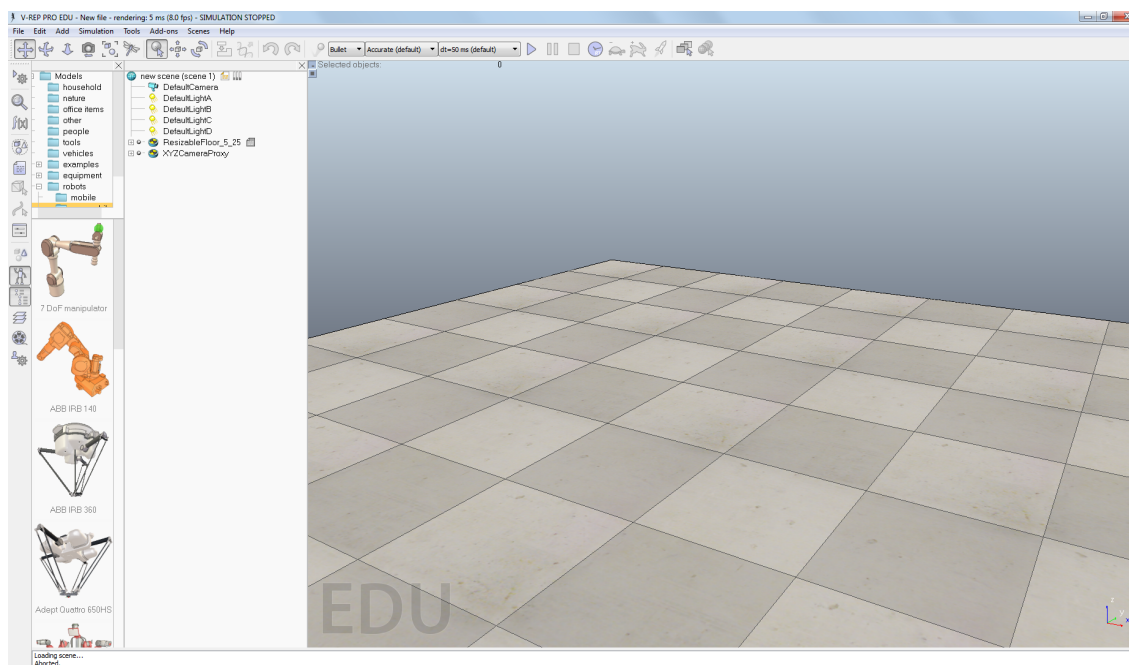 V-REP PRO EDU - New file - rendering: 5 ms (8.0 fps) - SIMULATION STOPPED
File Edit Add Simulation Tools Add-ons Scenes Help
Bullet Accurate (default) dt=50 ms (default)
Models
household
nature
office items
other
people
tools
vehicles
examples
equipment
robots
mobile
7 DoF manipulator
ABB IRB 140
ABB IRB 360
Adept Quattro 650HS
new scene (scene 1)
DefaultCamera
DefaultLightA
DefaultLightB
DefaultLightC
DefaultLightD
ResizableFloor_5_25
XYZCameraProxy
Selected objects: 0
EDU
z
y
x
Loading scene...
Aborted.